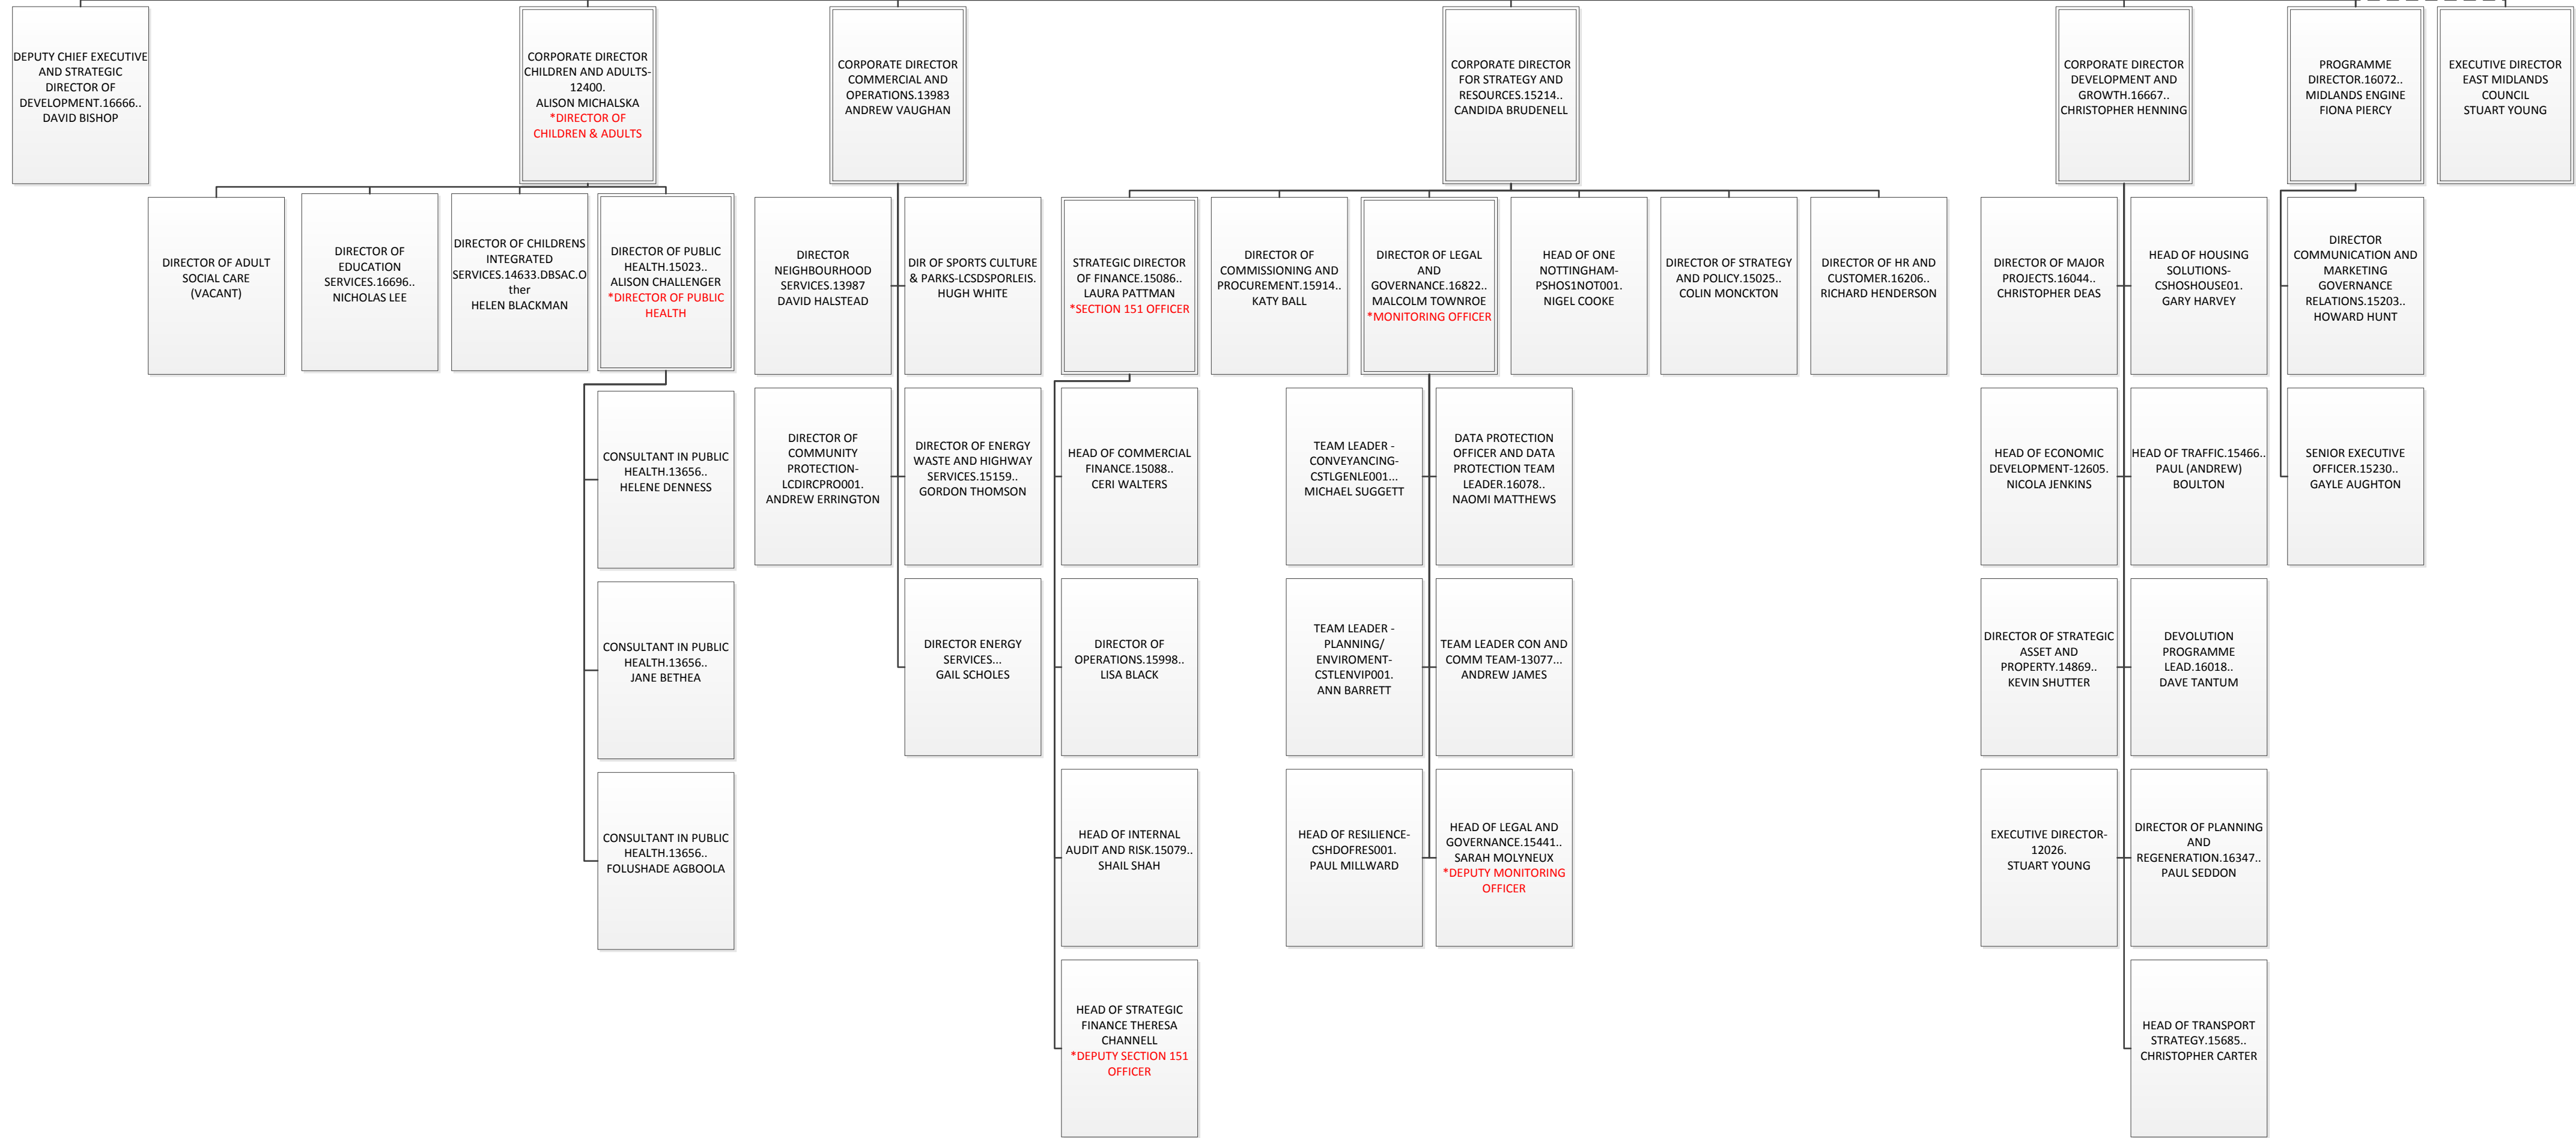 DEPUTY CHIEF EXECUTIVE
AND STRATEGIC
DIRECTOR OF
DEVELOPMENT.16666..
DAVID BISHOP
CORPORATE DIRECTOR
CHILDREN AND ADULTS-
12400.
ALISON MICHALSKA
*DIRECTOR OF
CHILDREN & ADULTS
CORPORATE DIRECTOR
COMMERCIAL AND
OPERATIONS.13983
ANDREW VAUGHAN
CORPORATE DIRECTOR
FOR STRATEGY AND
RESOURCES.15214..
CANDIDA BRUDENELL
CORPORATE DIRECTOR
DEVELOPMENT AND
GROWTH.16667..
CHRISTOPHER HENNING
PROGRAMME
DIRECTOR.16072..
MIDLANDS ENGINE
FIONA PIERCY
EXECUTIVE DIRECTOR
EAST MIDLANDS
COUNCIL
STUART YOUNG
DIRECTOR OF ADULT
SOCIAL CARE
(VACANT)
DIRECTOR OF
EDUCATION
SERVICES.16696..
NICHOLAS LEE
DIRECTOR OF CHILDRENS
INTEGRATED
SERVICES.14633.DBSAC.O
ther
HELEN BLACKMAN
DIRECTOR OF PUBLIC
HEALTH.15023..
ALISON CHALLENGER
*DIRECTOR OF PUBLIC
HEALTH
DIRECTOR
NEIGHBOURHOOD
SERVICES.13987
DAVID HALSTEAD
DIR OF SPORTS CULTURE
& PARKS-LCSDSPORLEIS.
HUGH WHITE
STRATEGIC DIRECTOR
OF FINANCE.15086..
LAURA PATTMAN
*SECTION 151 OFFICER
DIRECTOR OF
COMMISSIONING AND
PROCUREMENT.15914..
KATY BALL
DIRECTOR OF LEGAL
AND
GOVERNANCE.16822..
MALCOLM TOWNROE
*MONITORING OFFICER
HEAD OF ONE
NOTTINGHAM-
PSHOS1NOT001.
NIGEL COOKE
DIRECTOR OF STRATEGY
AND POLICY.15025..
COLIN MONCKTON
DIRECTOR OF HR AND
CUSTOMER.16206..
RICHARD HENDERSON
DIRECTOR OF MAJOR
PROJECTS.16044..
CHRISTOPHER DEAS
HEAD OF HOUSING
SOLUTIONS-
CSHOSHOUSE01.
GARY HARVEY
DIRECTOR
COMMUNICATION AND
MARKETING
GOVERNANCE
RELATIONS.15203..
HOWARD HUNT
CONSULTANT IN PUBLIC
HEALTH.13656..
HELENE DENNESS
DIRECTOR OF
COMMUNITY
PROTECTION-
LCDIRCPRO001.
ANDREW ERRINGTON
DIRECTOR OF ENERGY
WASTE AND HIGHWAY
SERVICES.15159..
GORDON THOMSON
HEAD OF COMMERCIAL
FINANCE.15088..
CERI WALTERS
TEAM LEADER -
CONVEYANCING-
CSTLGENLE001...
MICHAEL SUGGETT
DATA PROTECTION
OFFICER AND DATA
PROTECTION TEAM
LEADER.16078..
NAOMI MATTHEWS
HEAD OF ECONOMIC
DEVELOPMENT-12605.
NICOLA JENKINS
HEAD OF TRAFFIC.15466..
PAUL (ANDREW)
BOULTON
SENIOR EXECUTIVE
OFFICER.15230..
GAYLE AUGHTON
CONSULTANT IN PUBLIC
HEALTH.13656..
JANE BETHEA
DIRECTOR ENERGY
SERVICES...
GAIL SCHOLES
DIRECTOR OF
OPERATIONS.15998..
LISA BLACK
TEAM LEADER -
PLANNING/
ENVIROMENT-
CSTLENVIP001.
ANN BARRETT
TEAM LEADER CON AND
COMM TEAM-13077...
ANDREW JAMES
DIRECTOR OF STRATEGIC
ASSET AND
PROPERTY.14869..
KEVIN SHUTTER
DEVOLUTION
PROGRAMME
LEAD.16018..
DAVE TANTUM
CONSULTANT IN PUBLIC
HEALTH.13656..
FOLUSHADE AGBOOLA
HEAD OF INTERNAL
AUDIT AND RISK.15079..
SHAIL SHAH
HEAD OF RESILIENCE-
CSHDOFRES001.
PAUL MILLWARD
HEAD OF LEGAL AND
GOVERNANCE.15441..
SARAH MOLYNEUX
*DEPUTY MONITORING
OFFICER
EXECUTIVE DIRECTOR-
12026.
STUART YOUNG
DIRECTOR OF PLANNING
AND
REGENERATION.16347..
PAUL SEDDON
HEAD OF STRATEGIC
FINANCE THERESA
CHANNELL
*DEPUTY SECTION 151
OFFICER
HEAD OF TRANSPORT
STRATEGY.15685..
CHRISTOPHER CARTER